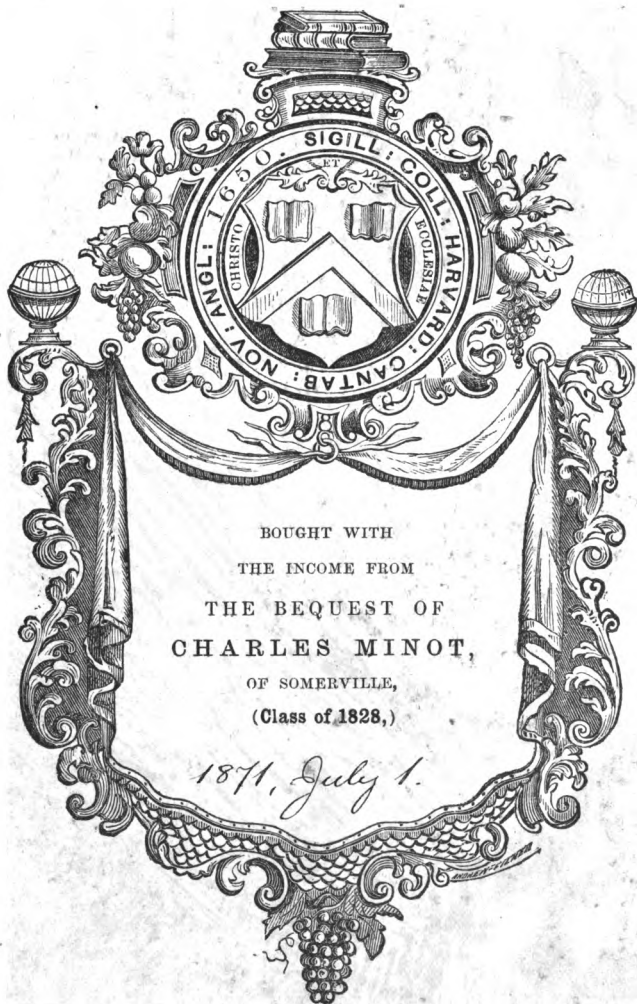 SIGILL: COLL: HARVARD: CANTAB: NOV: ANGL: 1650.
ET
CHRISTO
ECCLESIAE
BOUGHT WITH
THE INCOME FROM
THE BEQUEST OF
CHARLES MINOT,
OF SOMERVILLE,
(Class of 1828,)
1871, July 1.